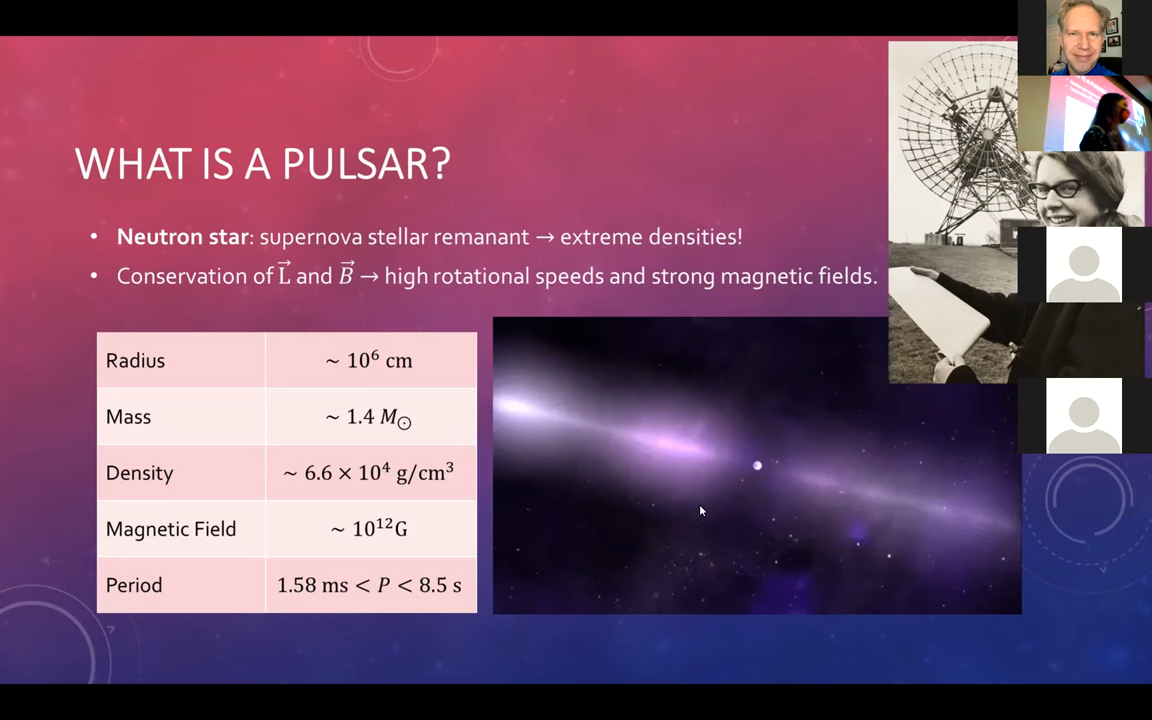 WHAT IS A PULSAR?
• Neutron star: supernova stellar remanant → extreme densities!
• Conservation of L⃗ and B⃗ → high rotational speeds and strong magnetic fields.
Radius ~ 10⁶ cm
Mass ~ 1.4 M⊙
Density ~ 6.6 × 10⁴ g/cm³
Magnetic Field ~ 10¹²G
Period 1.58 ms < P < 8.5 s